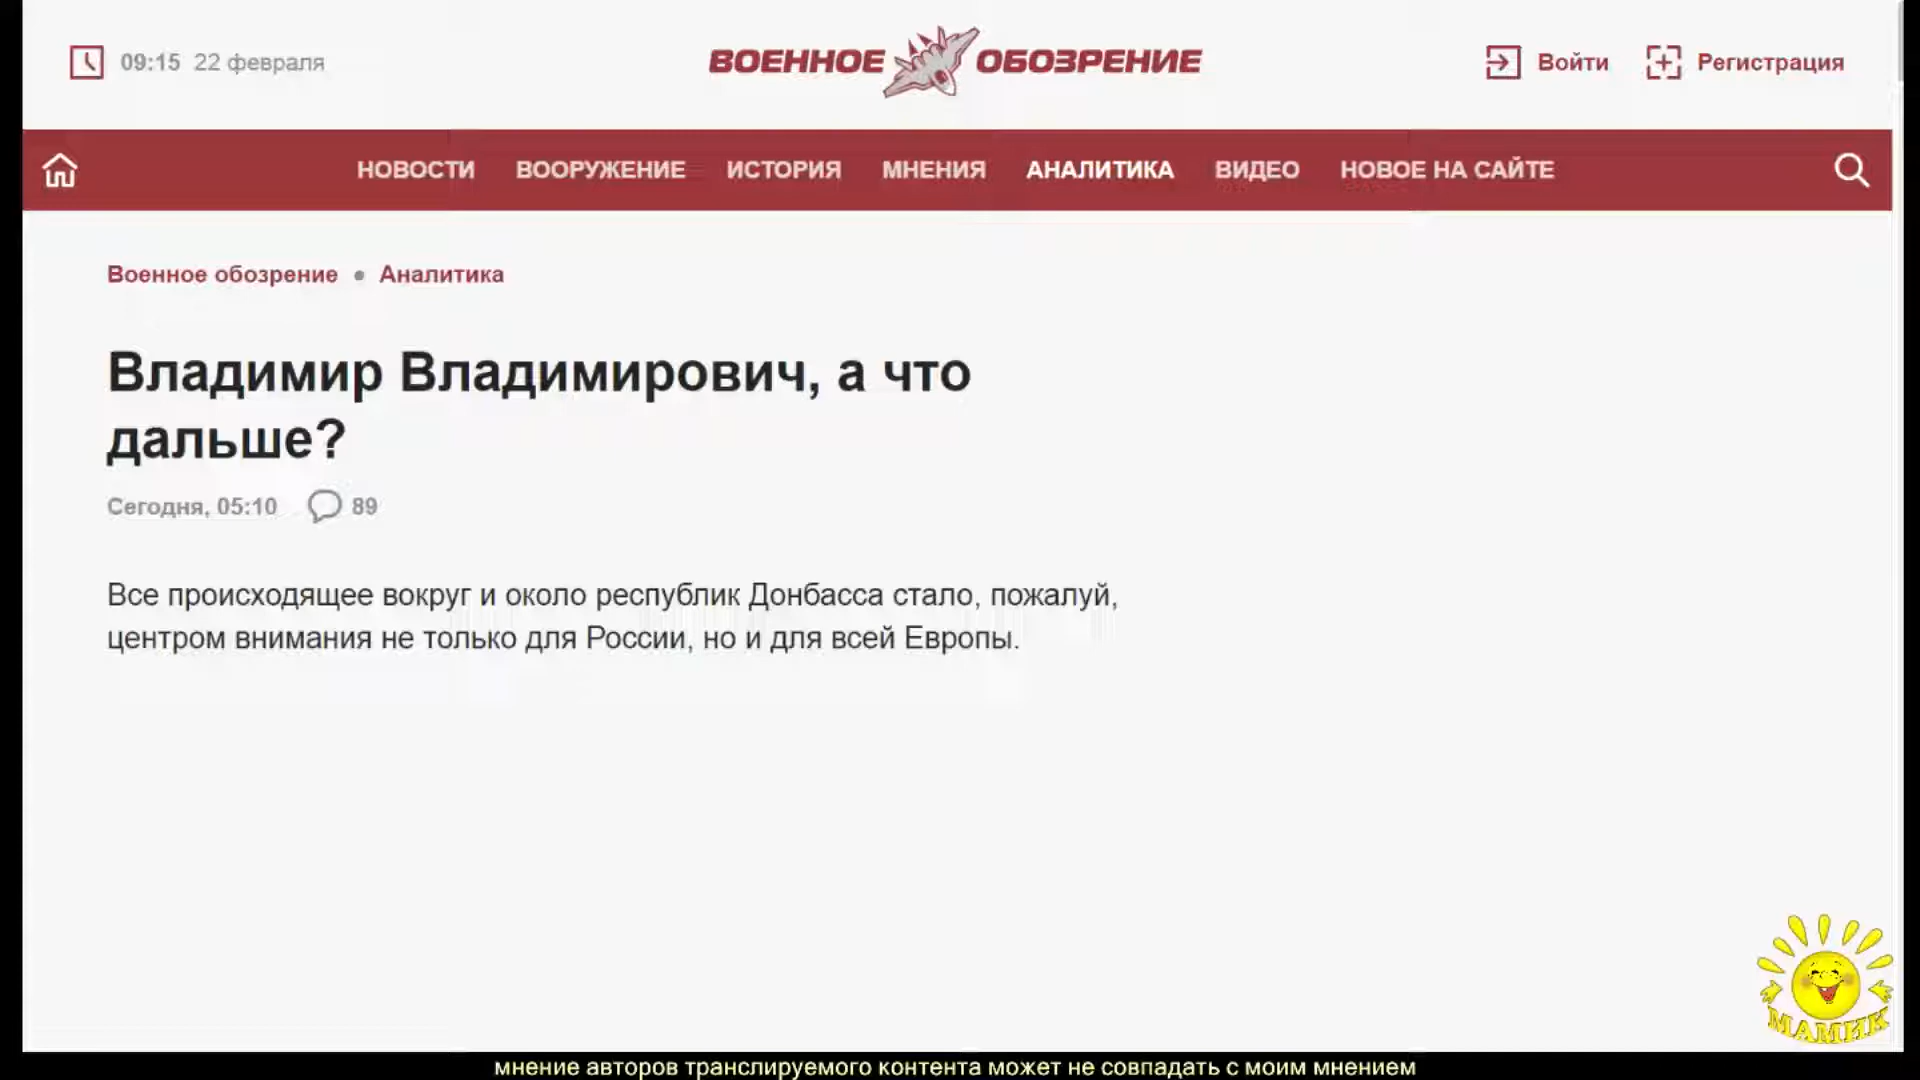 09:15 22 февраля
ВОЕННОЕ ОБОЗРЕНИЕ
Войти
Регистрация
НОВОСТИ ВООРУЖЕНИЕ ИСТОРИЯ МНЕНИЯ АНАЛИТИКА ВИДЕО НОВОЕ НА САЙТЕ
Военное обозрение • Аналитика
Владимир Владимирович, а что
дальше?
Сегодня, 05:10 89
Все происходящее вокруг и около республик Донбасса стало, пожалуй,
центром внимания не только для России, но и для всей Европы.
МАМИК
мнение авторов транслируемого контента может не совпадать с моим мнением